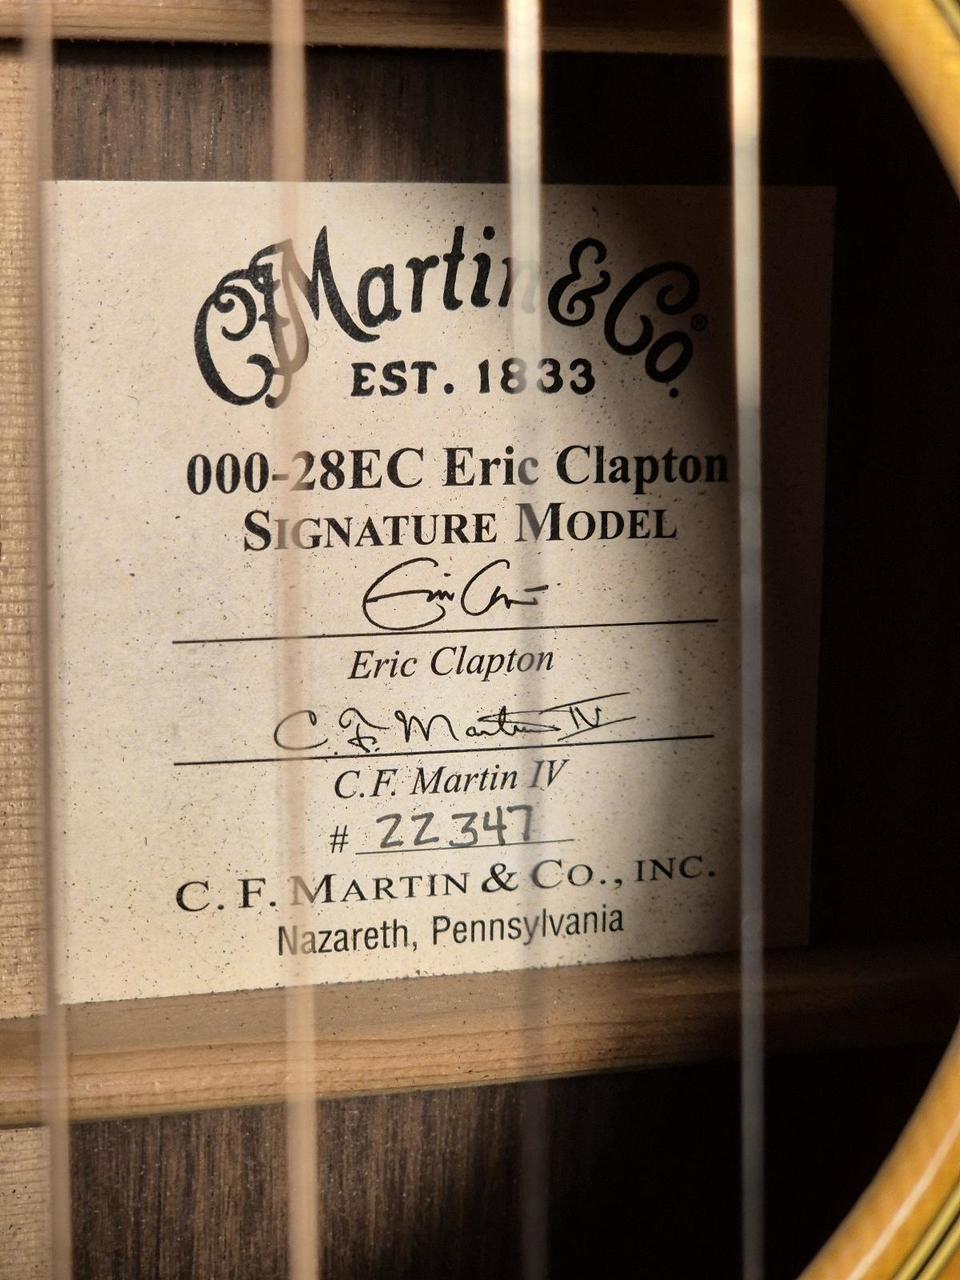 CF Martin & Co®
EST. 1833
000-28EC Eric Clapton
SIGNATURE MODEL
Eric Clapton
C. F. Martin IV
C.F. Martin IV
# 22347
C. F. MARTIN & CO., INC.
Nazareth, Pennsylvania